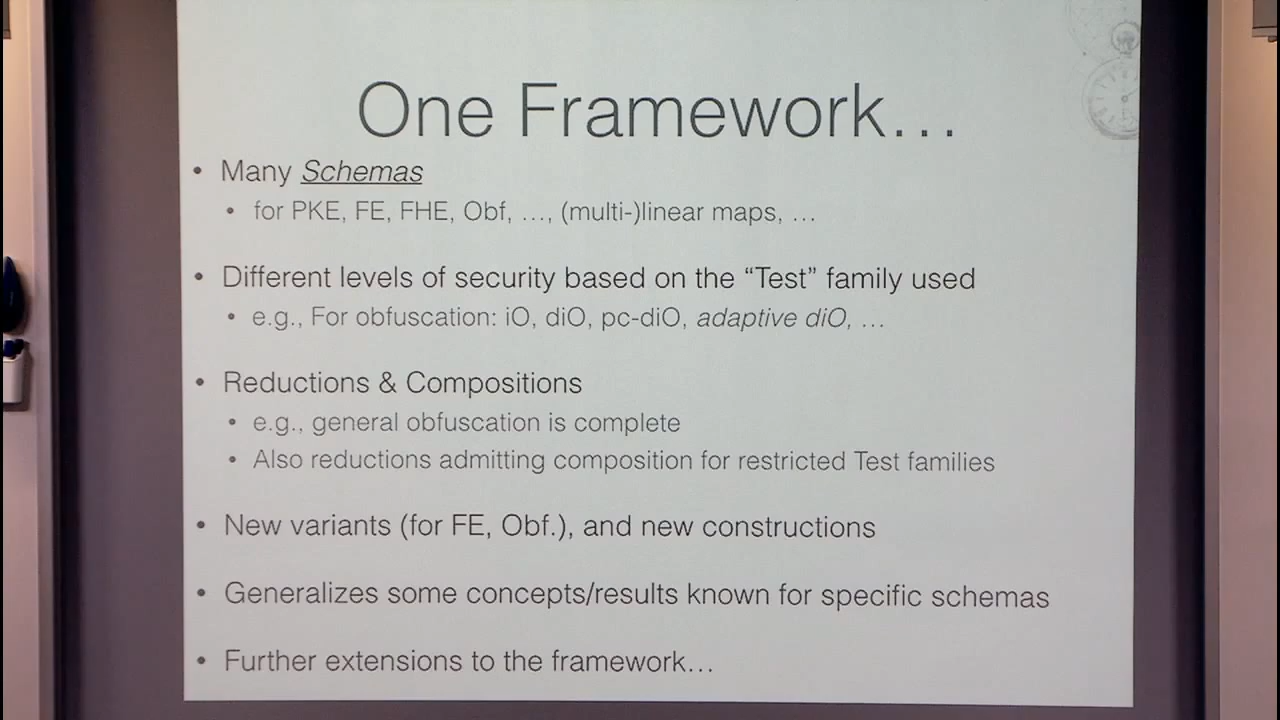 One Framework…
• Many Schemas
• for PKE, FE, FHE, Obf, …, (multi-)linear maps, …
• Different levels of security based on the “Test” family used
• e.g., For obfuscation: iO, diO, pc-diO, adaptive diO, …
• Reductions & Compositions
• e.g., general obfuscation is complete
• Also reductions admitting composition for restricted Test families
• New variants (for FE, Obf.), and new constructions
• Generalizes some concepts/results known for specific schemas
• Further extensions to the framework…